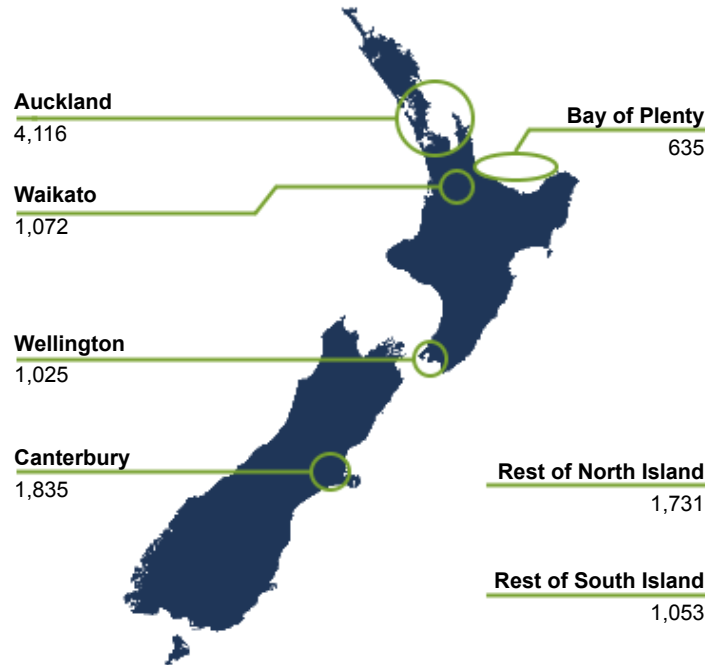 Auckland
4,116
Bay of Plenty
635
Waikato
1,072
Wellington
1,025
Canterbury
1,835
Rest of North Island
1,731
Rest of South Island
1,053